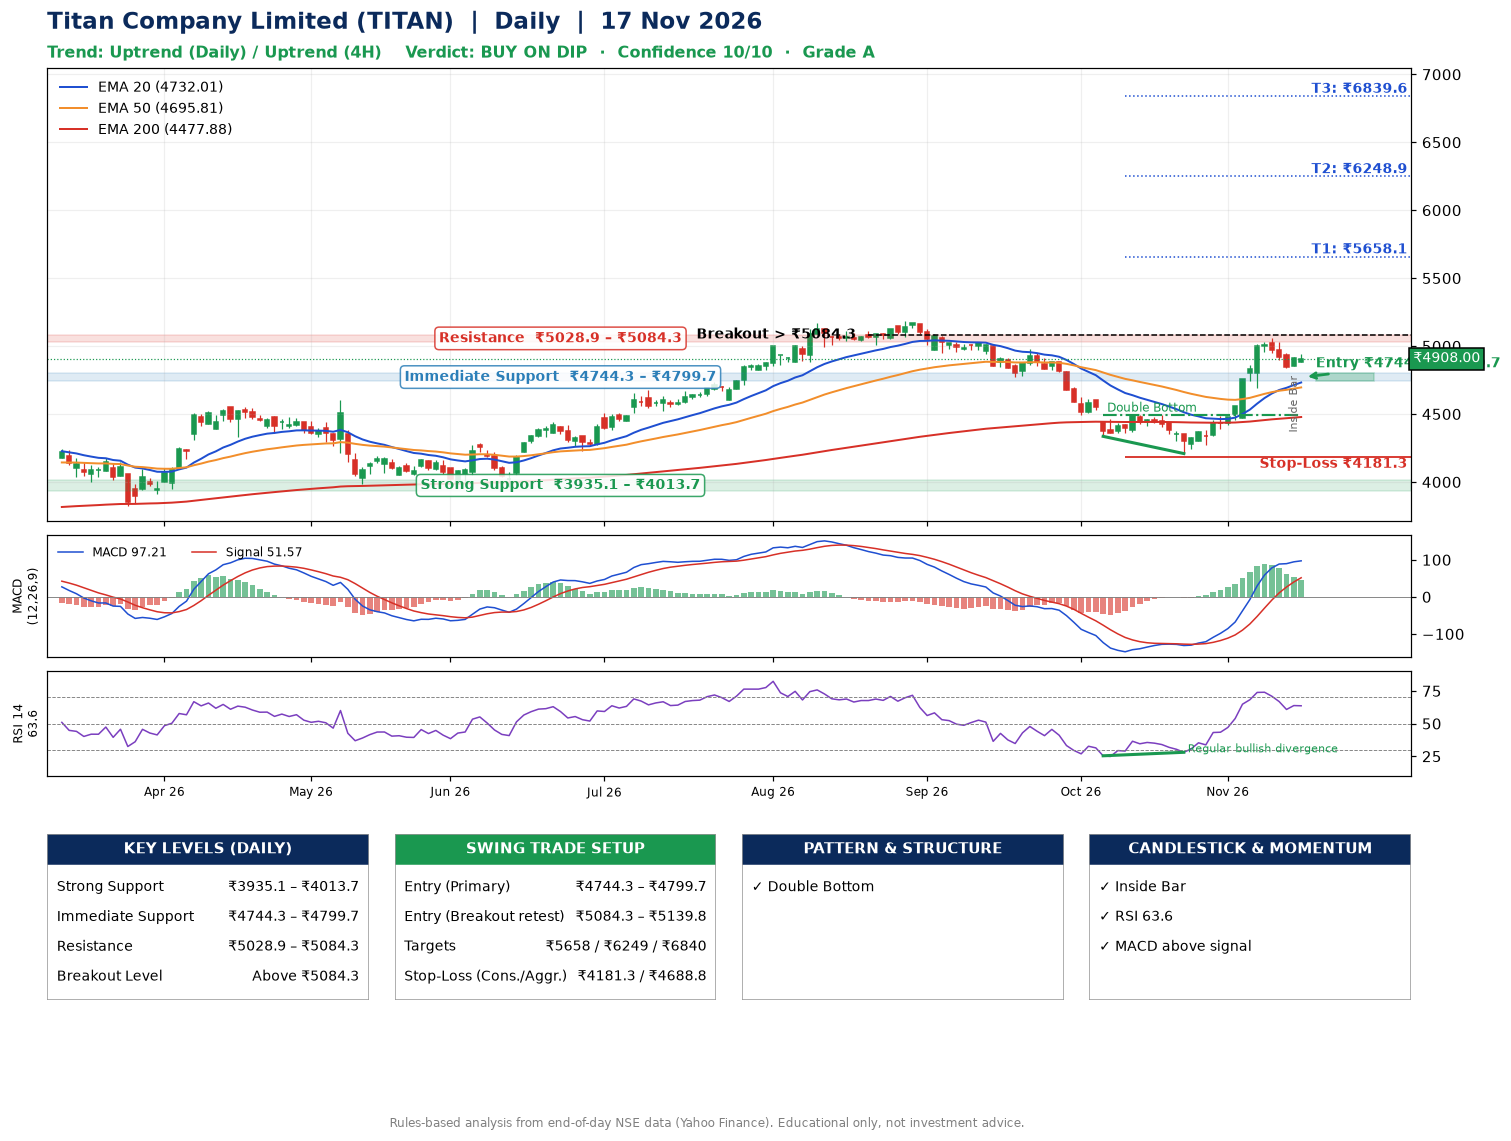 Titan Company Limited (TITAN)  |  Daily  |  17 Nov 2026
Trend: Uptrend (Daily) / Uptrend (4H)    Verdict: BUY ON DIP  ·  Confidence 10/10  ·  Grade A
EMA 20 (4732.01)
EMA 50 (4695.81)
EMA 200 (4477.88)
T3: ₹6839.6
T2: ₹6248.9
T1: ₹5658.1
Resistance  ₹5028.9 – ₹5084.3
Breakout > ₹5084.3
Immediate Support  ₹4744.3 – ₹4799.7
Entry ₹4744
.7
₹4908.00
Double Bottom
Inside Bar
Stop-Loss ₹4181.3
Strong Support  ₹3935.1 – ₹4013.7
7000
6500
6000
5500
5000
4500
4000
MACD 97.21
Signal 51.57
MACD
(12,26,9)
100
0
−100
RSI 14
63.6
Regular bullish divergence
75
50
25
Apr 26
May 26
Jun 26
Jul 26
Aug 26
Sep 26
Oct 26
Nov 26
KEY LEVELS (DAILY)
Strong Support ₹3935.1 – ₹4013.7
Immediate Support ₹4744.3 – ₹4799.7
Resistance ₹5028.9 – ₹5084.3
Breakout Level Above ₹5084.3
SWING TRADE SETUP
Entry (Primary) ₹4744.3 – ₹4799.7
Entry (Breakout retest) ₹5084.3 – ₹5139.8
Targets ₹5658 / ₹6249 / ₹6840
Stop-Loss (Cons./Aggr.) ₹4181.3 / ₹4688.8
PATTERN & STRUCTURE
✓ Double Bottom
CANDLESTICK & MOMENTUM
✓ Inside Bar
✓ RSI 63.6
✓ MACD above signal
Rules-based analysis from end-of-day NSE data (Yahoo Finance). Educational only, not investment advice.